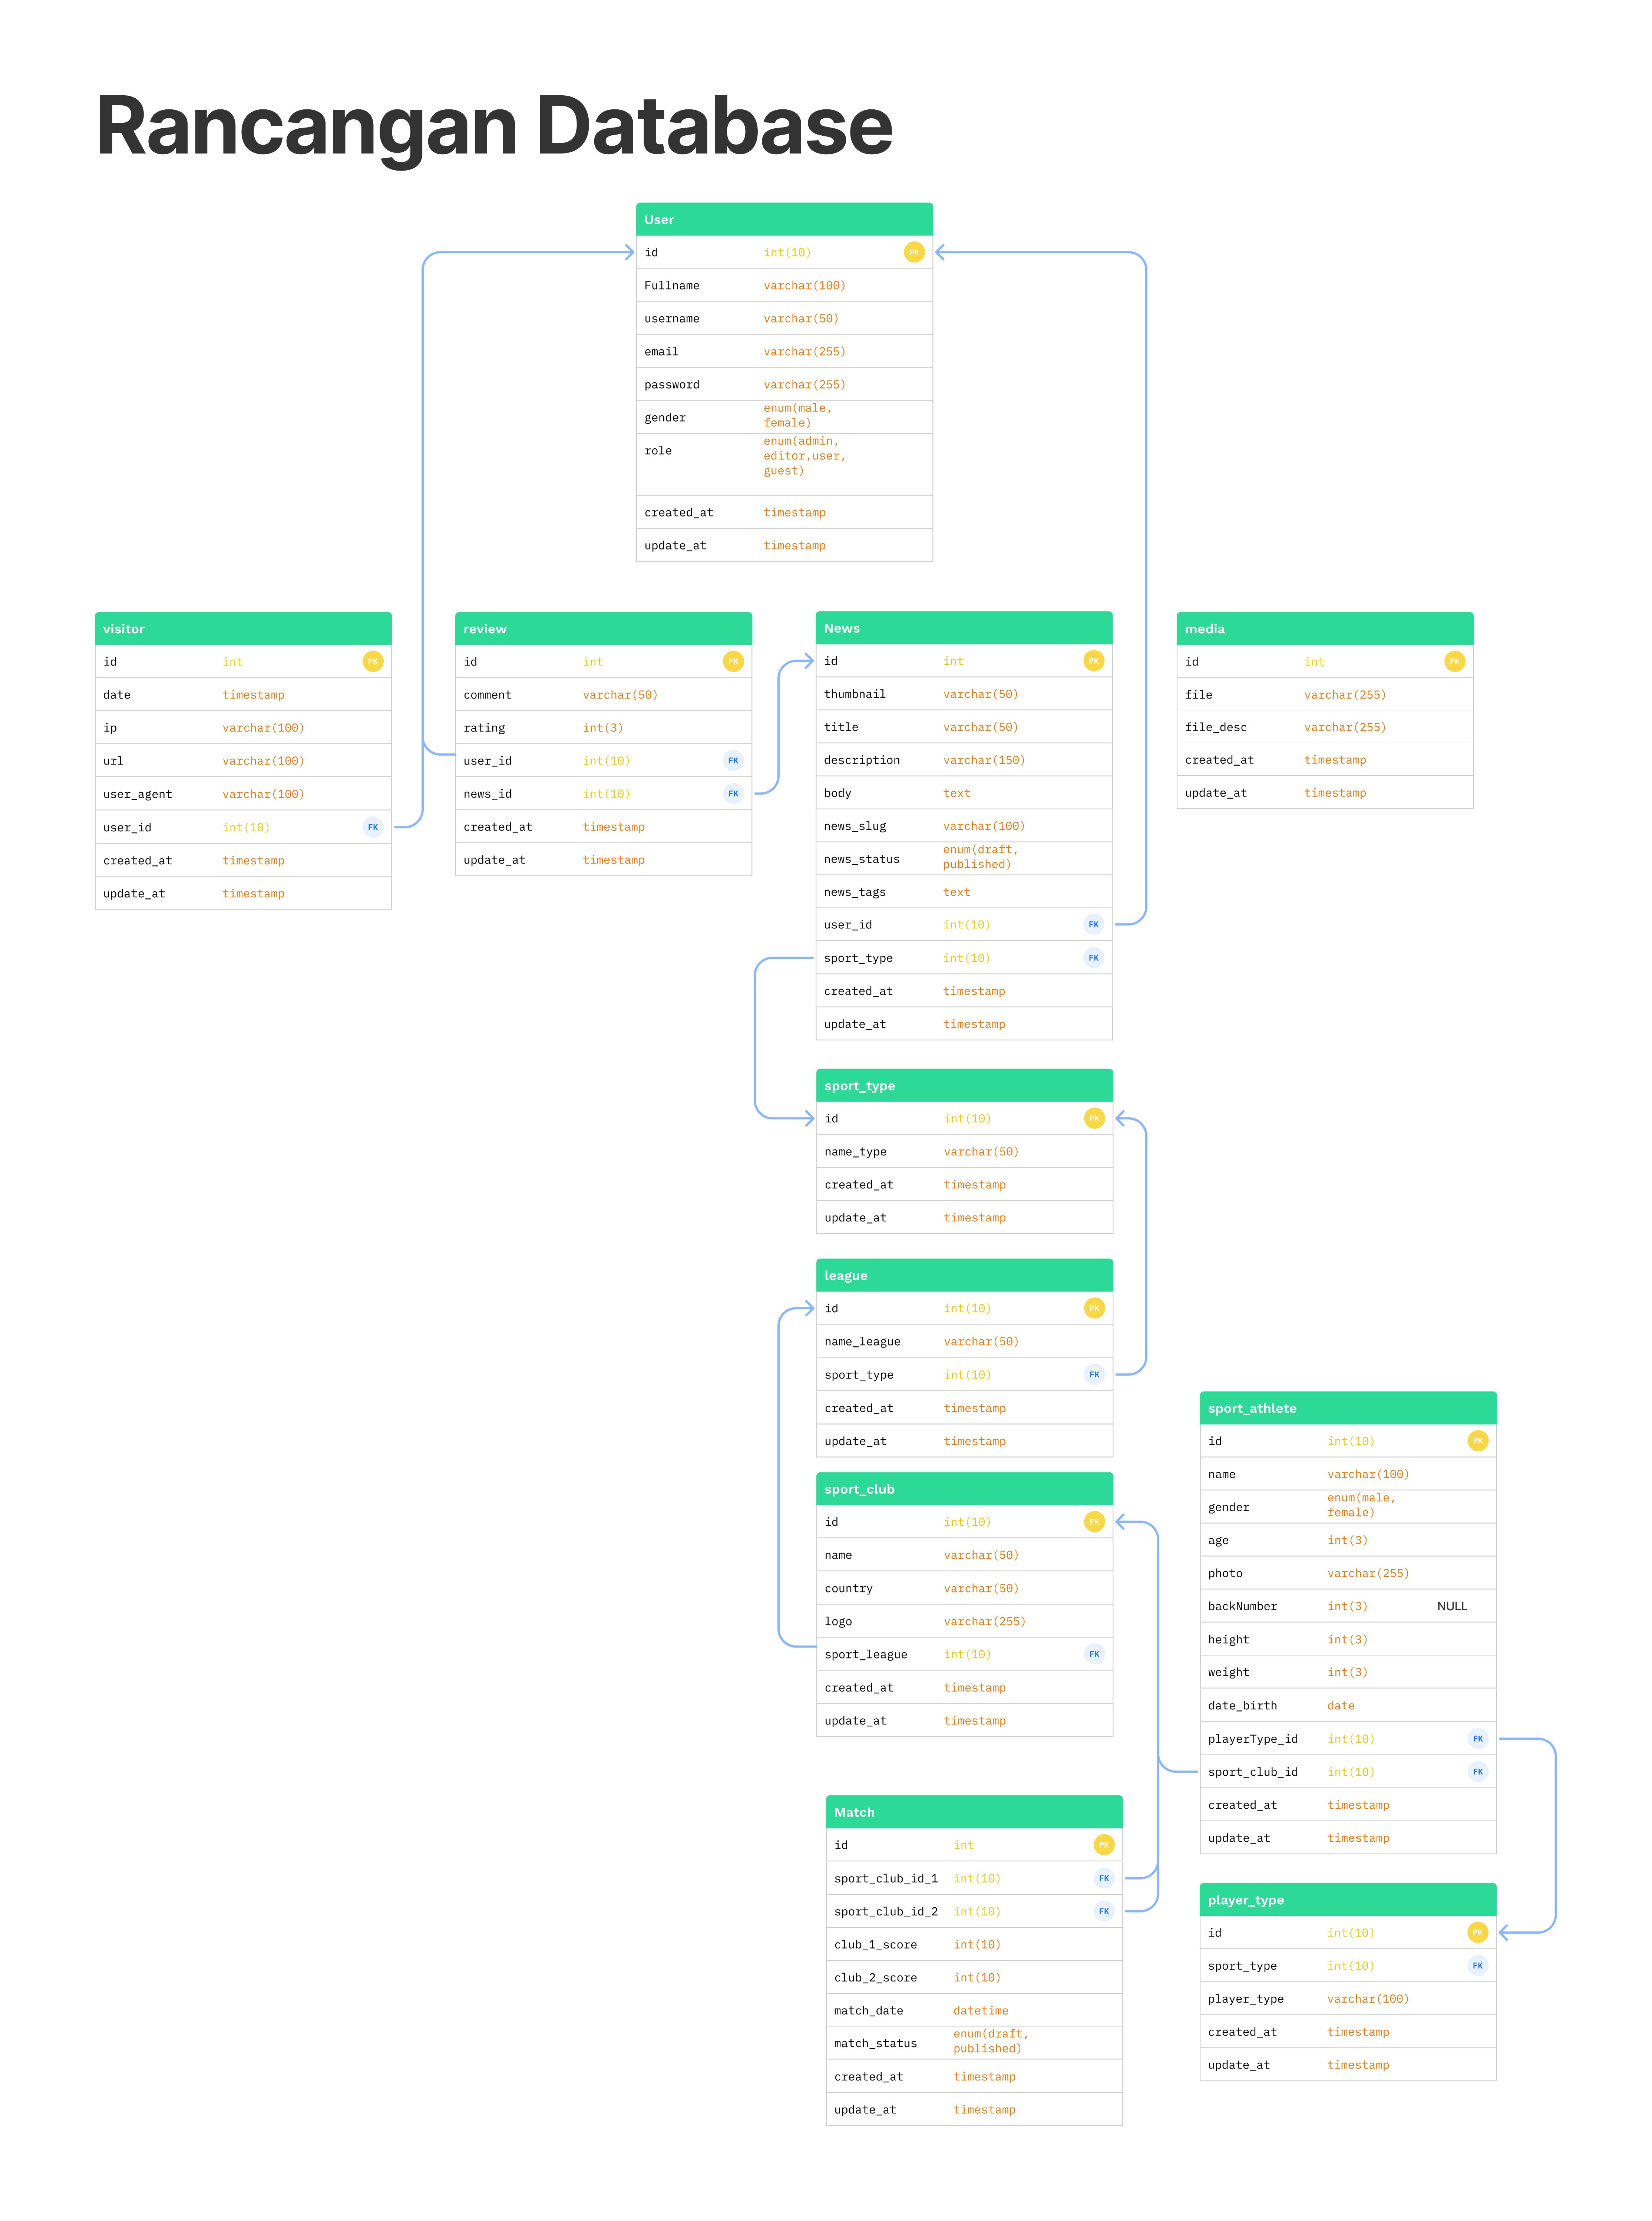 Rancangan Database
User
id int(10) PK
Fullname varchar(100)
username varchar(50)
email varchar(255)
password varchar(255)
gender enum(male,
female)
role enum(admin,
editor,user,
guest)
created_at timestamp
update_at timestamp
visitor
id int PK
date timestamp
ip varchar(100)
url varchar(100)
user_agent varchar(100)
user_id int(10) FK
created_at timestamp
update_at timestamp
review
id int PK
comment varchar(50)
rating int(3)
user_id int(10) FK
news_id int(10) FK
created_at timestamp
update_at timestamp
News
id int PK
thumbnail varchar(50)
title varchar(50)
description varchar(150)
body text
news_slug varchar(100)
news_status enum(draft,
published)
news_tags text
user_id int(10) FK
sport_type int(10) FK
created_at timestamp
update_at timestamp
media
id int PK
file varchar(255)
file_desc varchar(255)
created_at timestamp
update_at timestamp
sport_type
id int(10) PK
name_type varchar(50)
created_at timestamp
update_at timestamp
league
id int(10) PK
name_league varchar(50)
sport_type int(10) FK
created_at timestamp
update_at timestamp
sport_club
id int(10) PK
name varchar(50)
country varchar(50)
logo varchar(255)
sport_league int(10) FK
created_at timestamp
update_at timestamp
sport_athlete
id int(10) PK
name varchar(100)
gender enum(male,
female)
age int(3)
photo varchar(255)
backNumber int(3) NULL
height int(3)
weight int(3)
date_birth date
playerType_id int(10) FK
sport_club_id int(10) FK
created_at timestamp
update_at timestamp
Match
id int PK
sport_club_id_1 int(10) FK
sport_club_id_2 int(10) FK
club_1_score int(10)
club_2_score int(10)
match_date datetime
match_status enum(draft,
published)
created_at timestamp
update_at timestamp
player_type
id int(10) PK
sport_type int(10) FK
player_type varchar(100)
created_at timestamp
update_at timestamp